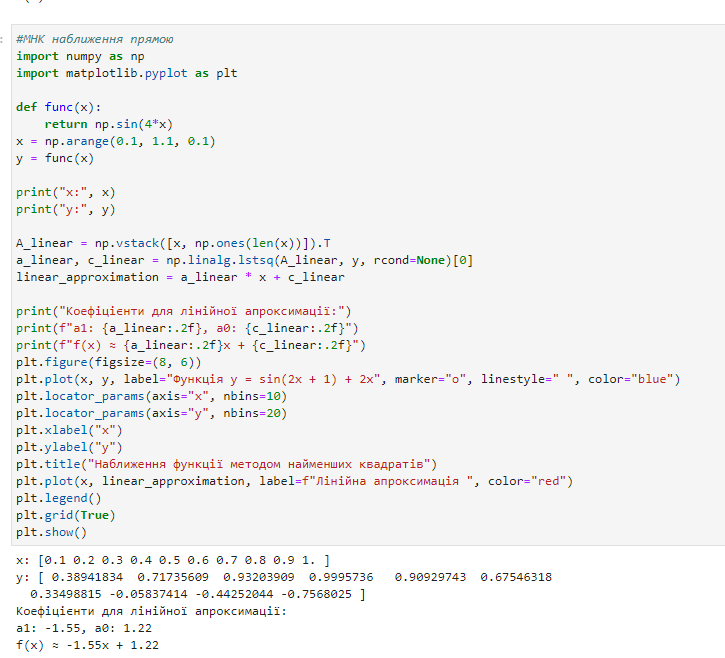 #МНК наближення прямою
import numpy as np
import matplotlib.pyplot as plt

def func(x):
    return np.sin(4*x)
x = np.arange(0.1, 1.1, 0.1)
y = func(x)

print("x:", x)
print("y:", y)

A_linear = np.vstack([x, np.ones(len(x))]).T
a_linear, c_linear = np.linalg.lstsq(A_linear, y, rcond=None)[0]
linear_approximation = a_linear * x + c_linear

print("Коефіцієнти для лінійної апроксимації:")
print(f"a1: {a_linear:.2f}, a0: {c_linear:.2f}")
print(f"f(x) ≈ {a_linear:.2f}x + {c_linear:.2f}")
plt.figure(figsize=(8, 6))
plt.plot(x, y, label="Функція y = sin(2x + 1) + 2x", marker="o", linestyle=" ", color="blue")
plt.locator_params(axis="x", nbins=10)
plt.locator_params(axis="y", nbins=20)
plt.xlabel("x")
plt.ylabel("y")
plt.title("Наближення функції методом найменших квадратів")
plt.plot(x, linear_approximation, label=f"Лінійна апроксимація ", color="red")
plt.legend()
plt.grid(True)
plt.show()
x: [0.1 0.2 0.3 0.4 0.5 0.6 0.7 0.8 0.9 1. ]
y: [ 0.38941834  0.71735609  0.93203909  0.9995736   0.90929743  0.67546318
  0.33498815 -0.05837414 -0.44252044 -0.7568025 ]
Коефіцієнти для лінійної апроксимації:
a1: -1.55, a0: 1.22
f(x) ≈ -1.55x + 1.22